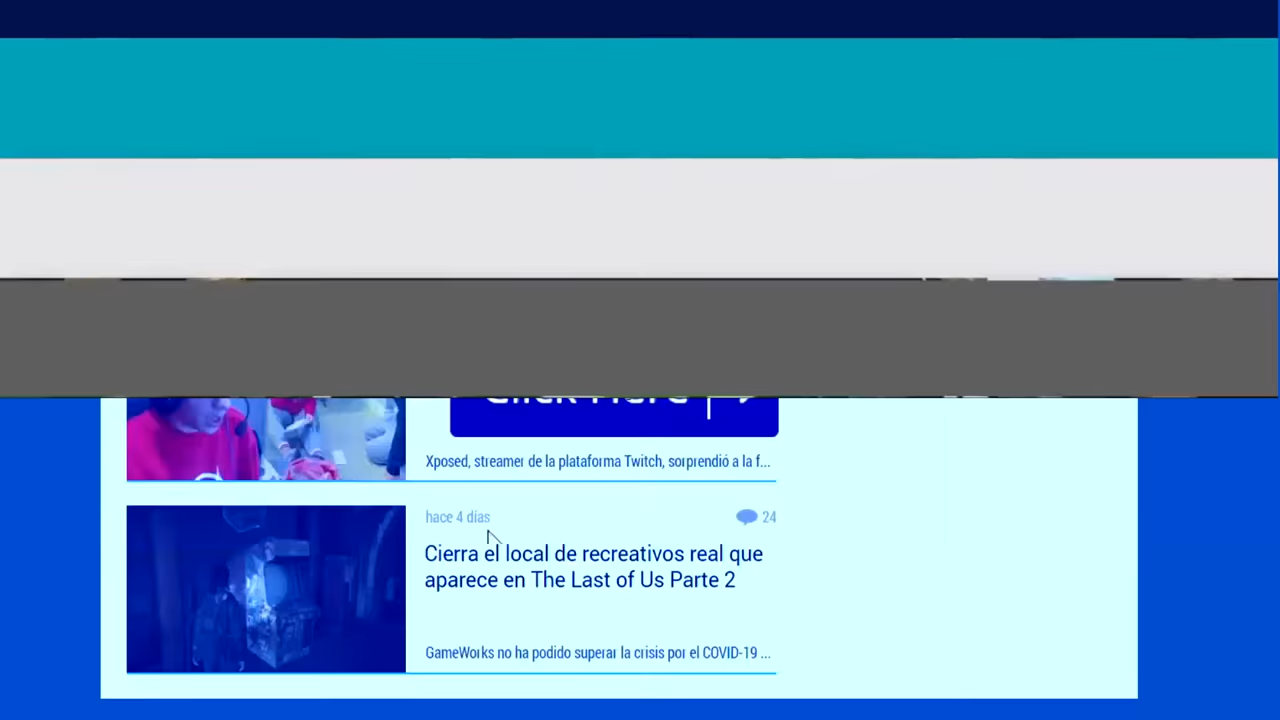 Click Here
Xposed, streamer de la plataforma Twitch, sorprendió a la f...
hace 4 días
24
Cierra el local de recreativos real que
aparece en The Last of Us Parte 2
GameWorks no ha podido superar la crisis por el COVID-19 ...